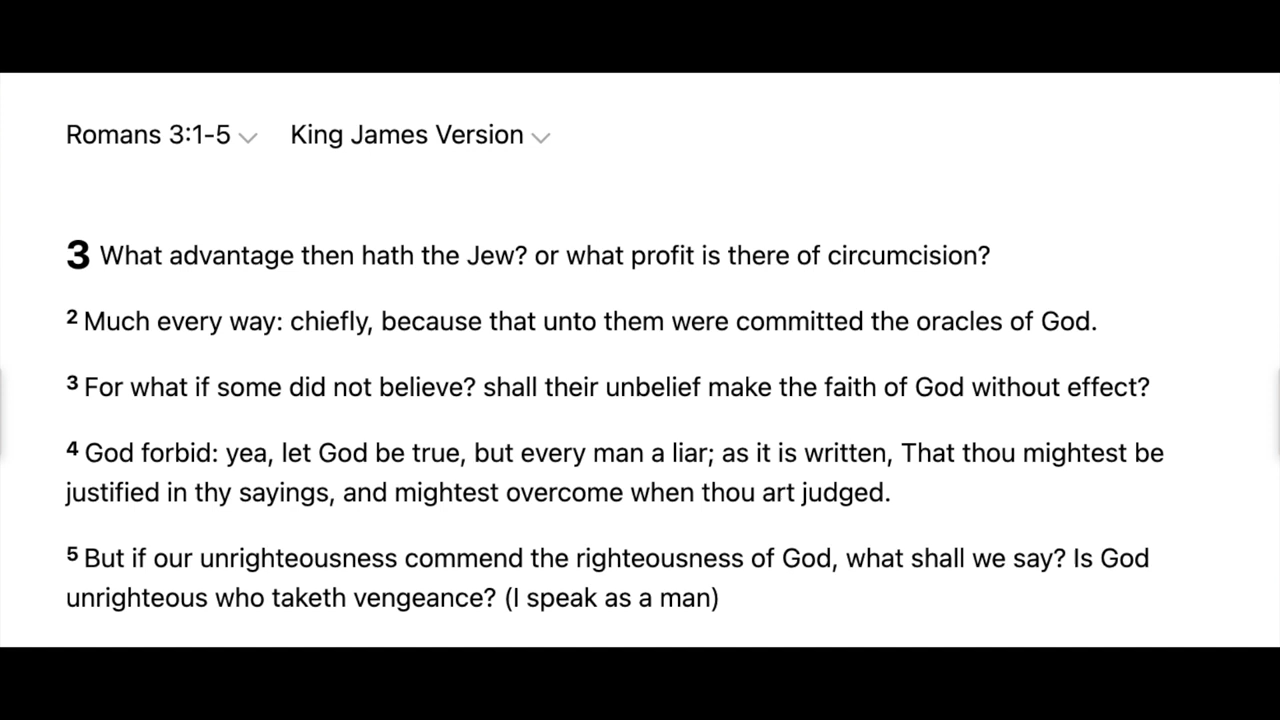 Romans 3:1-5 King James Version
3 What advantage then hath the Jew? or what profit is there of circumcision?
2 Much every way: chiefly, because that unto them were committed the oracles of God.
3 For what if some did not believe? shall their unbelief make the faith of God without effect?
4 God forbid: yea, let God be true, but every man a liar; as it is written, That thou mightest be
justified in thy sayings, and mightest overcome when thou art judged.
5 But if our unrighteousness commend the righteousness of God, what shall we say? Is God
unrighteous who taketh vengeance? (I speak as a man)